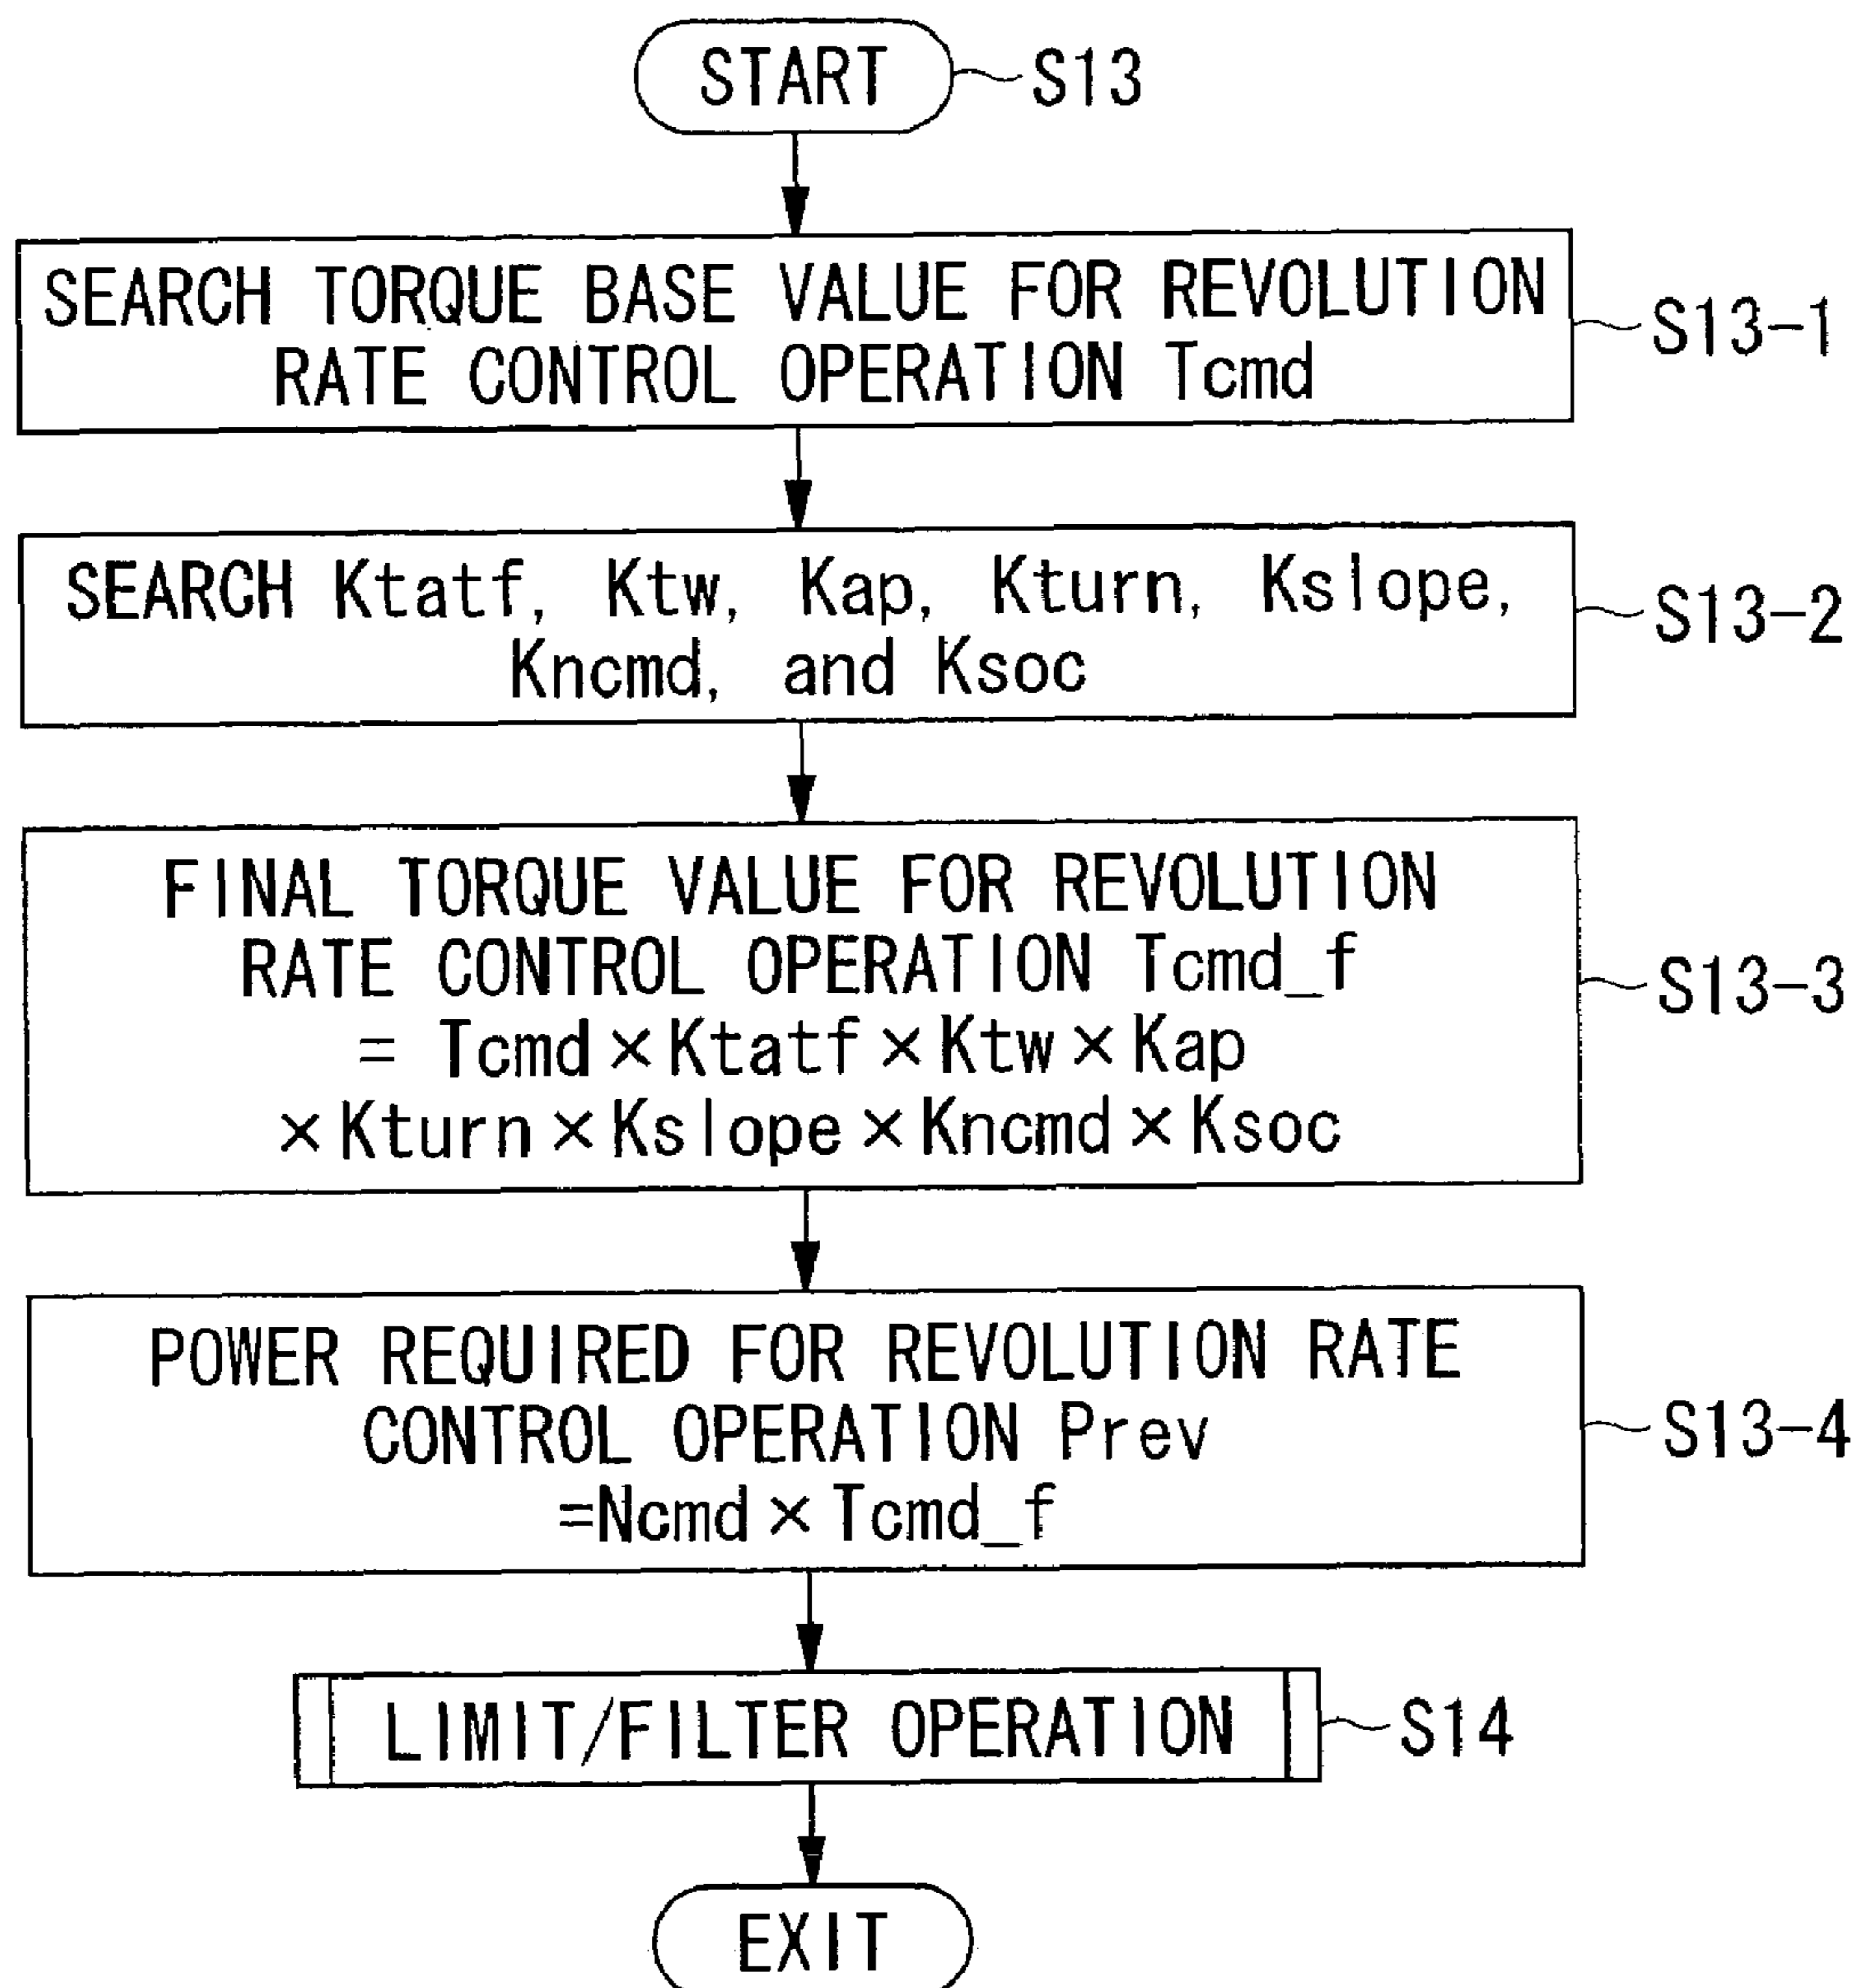 START
S13
SEARCH TORQUE BASE VALUE FOR REVOLUTION
RATE CONTROL OPERATION Tcmd
S13-1
SEARCH Ktatf, Ktw, Kap, Kturn, Kslope,
Kncmd, and Ksoc
S13-2
FINAL TORQUE VALUE FOR REVOLUTION
RATE CONTROL OPERATION Tcmd_f
= Tcmd×Ktatf×Ktw×Kap
×Kturn×Kslope×Kncmd×Ksoc
S13-3
POWER REQUIRED FOR REVOLUTION RATE
CONTROL OPERATION Prev
=Ncmd×Tcmd_f
S13-4
LIMIT/FILTER OPERATION
S14
EXIT